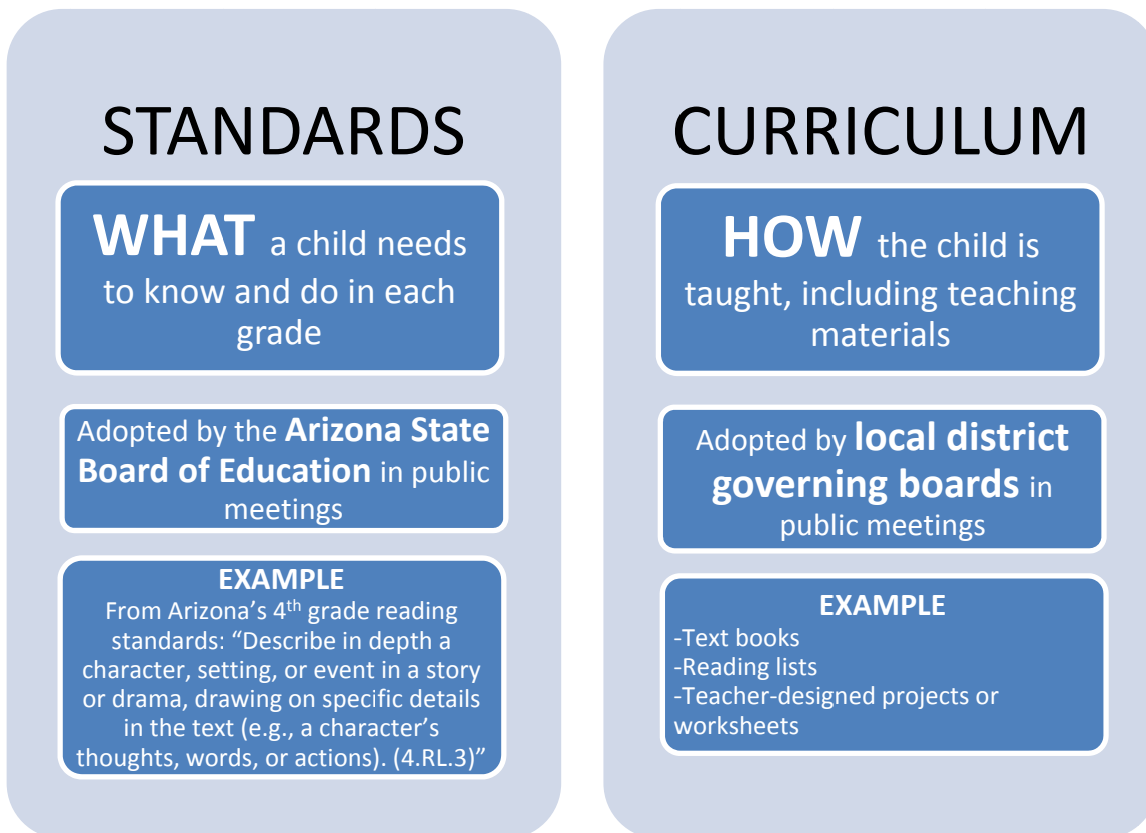 STANDARDS
WHAT a child needs
to know and do in each
grade
Adopted by the Arizona State
Board of Education in public
meetings
EXAMPLE
From Arizona’s 4th grade reading
standards: “Describe in depth a
character, setting, or event in a story
or drama, drawing on specific details
in the text (e.g., a character’s
thoughts, words, or actions). (4.RL.3)”
CURRICULUM
HOW the child is
taught, including teaching
materials
Adopted by local district
governing boards in
public meetings
EXAMPLE
-Text books
-Reading lists
-Teacher-designed projects or
worksheets